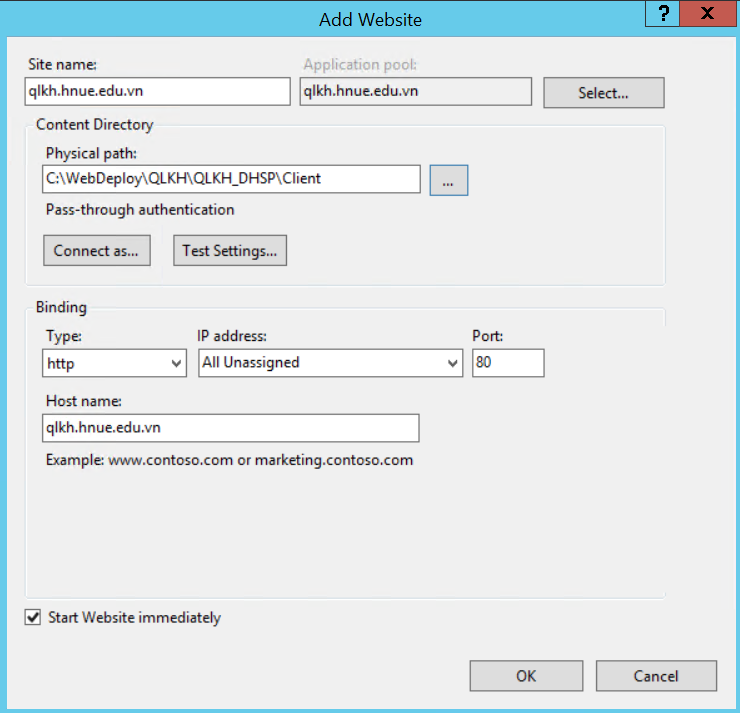 Add Website
?
X
Site name:
Application pool:
qlkh.hnue.edu.vn
qlkh.hnue.edu.vn
Select...
Content Directory
Physical path:
C:\WebDeploy\QLKH\QLKH_DHSP\Client
...
Pass-through authentication
Connect as...
Test Settings...
Binding
Type:
IP address:
Port:
http
All Unassigned
80
Host name:
qlkh.hnue.edu.vn
Example: www.contoso.com or marketing.contoso.com
Start Website immediately
OK
Cancel